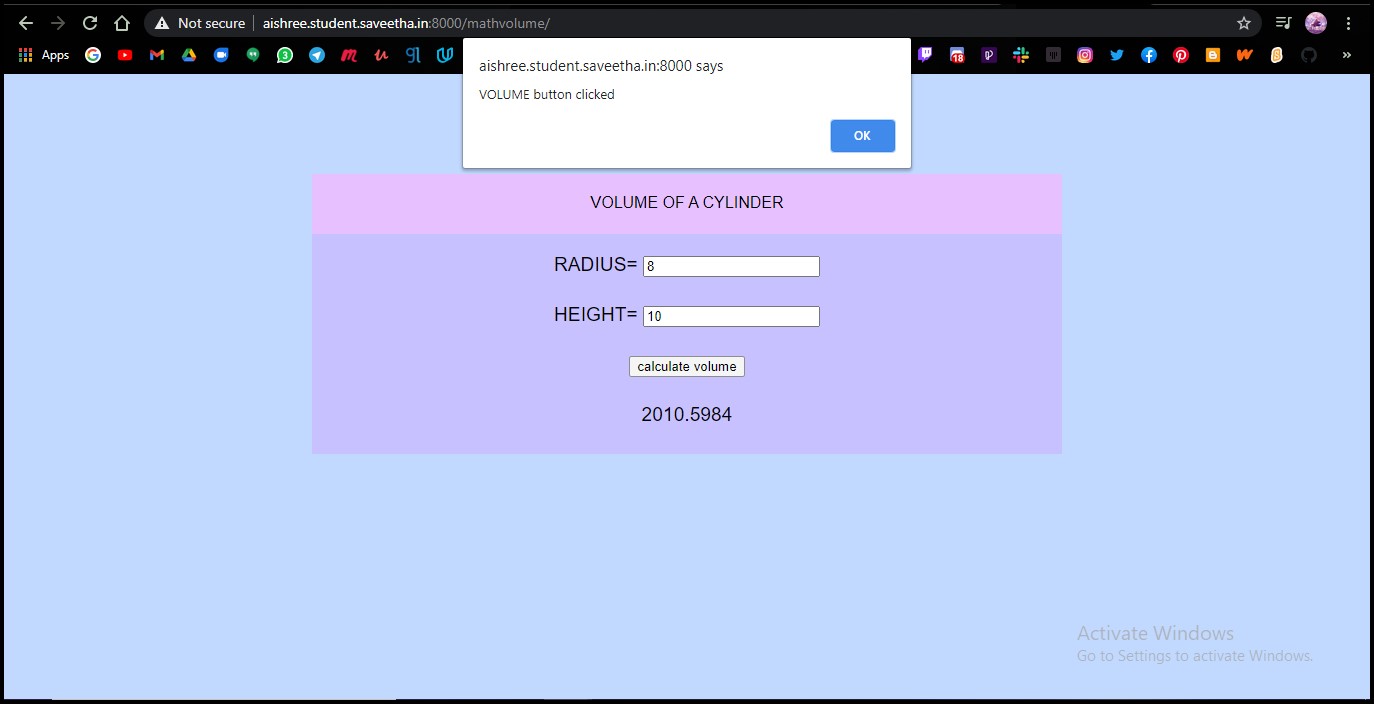 Not secure
aishree.student.saveetha.in:8000/mathvolume/
Apps
3
18
aishree.student.saveetha.in:8000 says
VOLUME button clicked
OK
VOLUME OF A CYLINDER
RADIUS= 8
HEIGHT= 10
calculate volume
2010.5984
Activate Windows
Go to Settings to activate Windows.